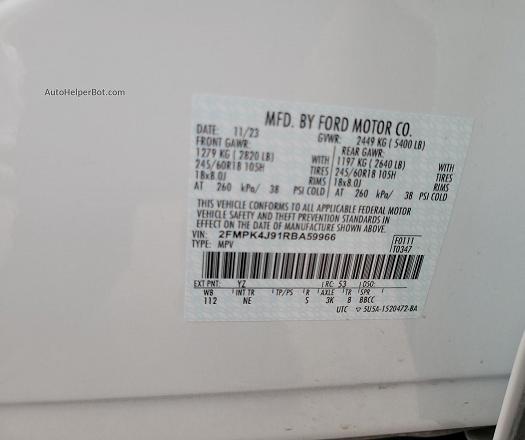 AutoHelperBot.com
MFD. BY FORD MOTOR CO.
DATE: 11/23 GVWR: 2449 KG ( 5400 LB)
FRONT GAWR: REAR GAWR:
1279 KG ( 2820 LB) WITH 1197 KG ( 2640 LB) WITH
245/60R18 105H TIRES 245/60R18 105H TIRES
18x8.0J RIMS 18x8.0J RIMS
AT 260 kPa/ 38 PSI COLD AT 260 kPa/ 38 PSI COLD
THIS VEHICLE CONFORMS TO ALL APPLICABLE FEDERAL MOTOR
VEHICLE SAFETY AND THEFT PREVENTION STANDARDS IN
EFFECT ON THE DATE OF MANUFACTURE SHOWN ABOVE.
VIN: 2FMPK4J91RBA59966 F0111
TYPE: MPV T0347
EXT PNT: YZ RC: 53 DSO:
WB INT TR TP/PS R AXLE TR SPR
112 NE S 3K 8 BBCC
UTC ▽ 5U5A-1520472-BA